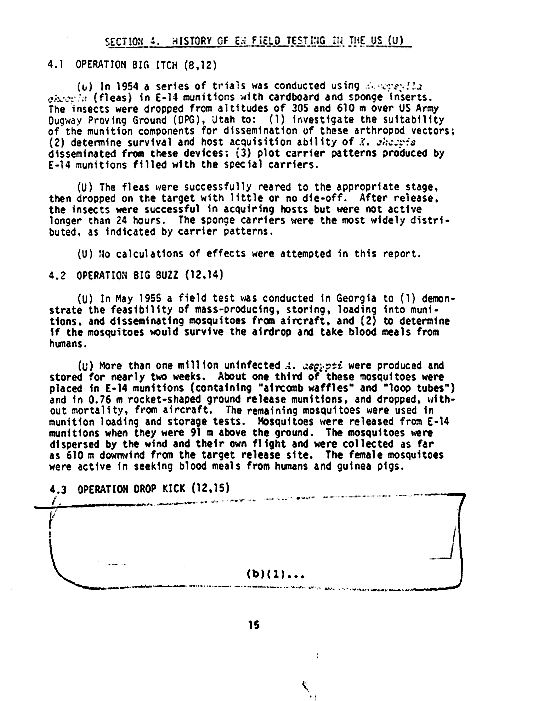 SECTION 4. HISTORY OF EW FIELD TESTING IN THE US (U)
4.1 OPERATION BIG ITCH (8,12)
(U) In 1954 a series of trials was conducted using
(fleas) in E-14 munitions with cardboard and sponge inserts.
The insects were dropped from altitudes of 305 and 610 m over US Army
Dugway Proving Ground (DPG), Utah to: (1) investigate the suitability
of the munition components for dissemination of these arthropod vectors;
(2) determine survival and host acquisition ability of X. cheopis
disseminated from these devices; (3) plot carrier patterns produced by
E-14 munitions filled with the special carriers.
(U) The fleas were successfully reared to the appropriate stage,
then dropped on the target with little or no die-off. After release,
the insects were successful in acquiring hosts but were not active
longer than 24 hours. The sponge carriers were the most widely distri-
buted, as indicated by carrier patterns.
(U) No calculations of effects were attempted in this report.
4.2 OPERATION BIG BUZZ (12,14)
(U) In May 1955 a field test was conducted in Georgia to (1) demon-
strate the feasibility of mass-producing, storing, loading into muni-
tions, and disseminating mosquitoes from aircraft, and (2) to determine
if the mosquitoes would survive the airdrop and take blood meals from
humans.
(U) More than one million uninfected A. aegypti were produced and
stored for nearly two weeks. About one third of these mosquitoes were
placed in E-14 munitions (containing "aircomb waffles" and "loop tubes")
and in 0.76 m rocket-shaped ground release munitions, and dropped, with-
out mortality, from aircraft. The remaining mosquitoes were used in
munition loading and storage tests. Mosquitoes were released from E-14
munitions when they were 91 m above the ground. The mosquitoes were
dispersed by the wind and their own flight and were collected as far
as 610 m downwind from the target release site. The female mosquitoes
were active in seeking blood meals from humans and guinea pigs.
4.3 OPERATION DROP KICK (12,15)
(b)(1)...
15